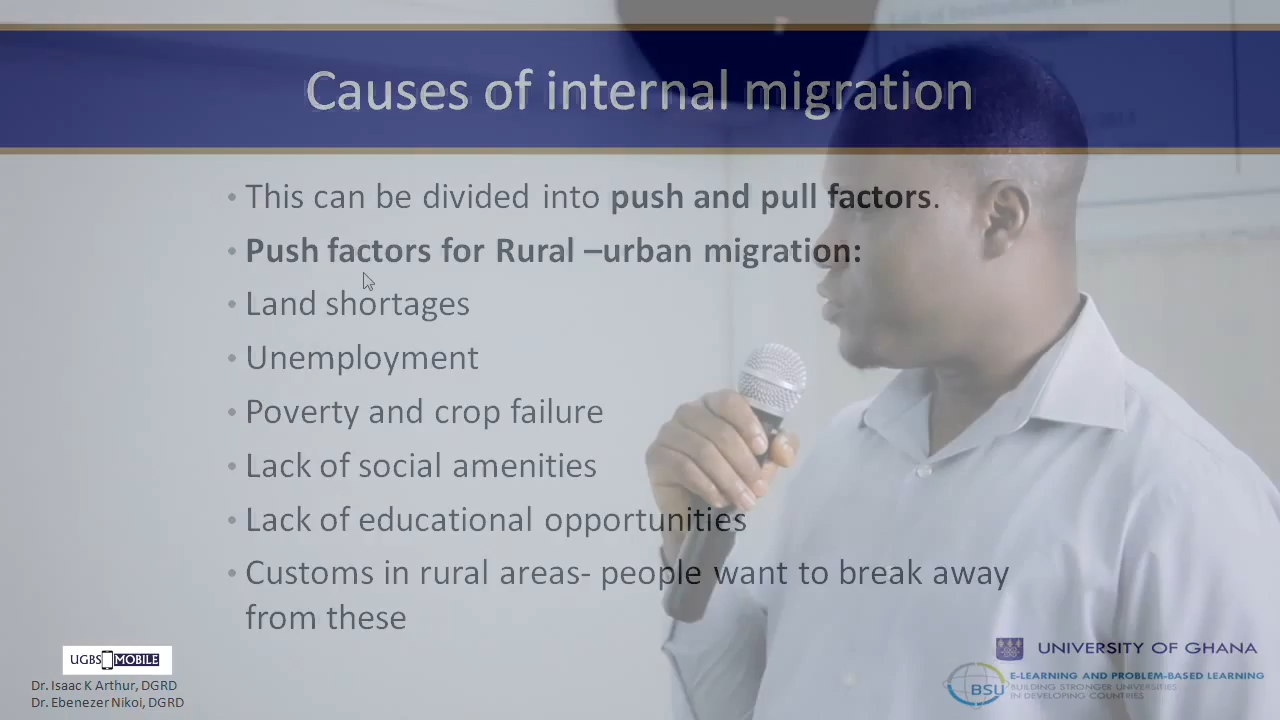 Causes of internal migration
• This can be divided into push and pull factors.
• Push factors for Rural –urban migration:
• Land shortages
• Unemployment
• Poverty and crop failure
• Lack of social amenities
• Lack of educational opportunities
• Customs in rural areas- people want to break away
from these
UGBS MOBILE
Dr. Isaac K Arthur, DGRD
Dr. Ebenezer Nikoi, DGRD
UNIVERSITY OF GHANA
BSU
E-LEARNING AND PROBLEM-BASED LEARNING
BUILDING STRONGER UNIVERSITIES
IN DEVELOPING COUNTRIES